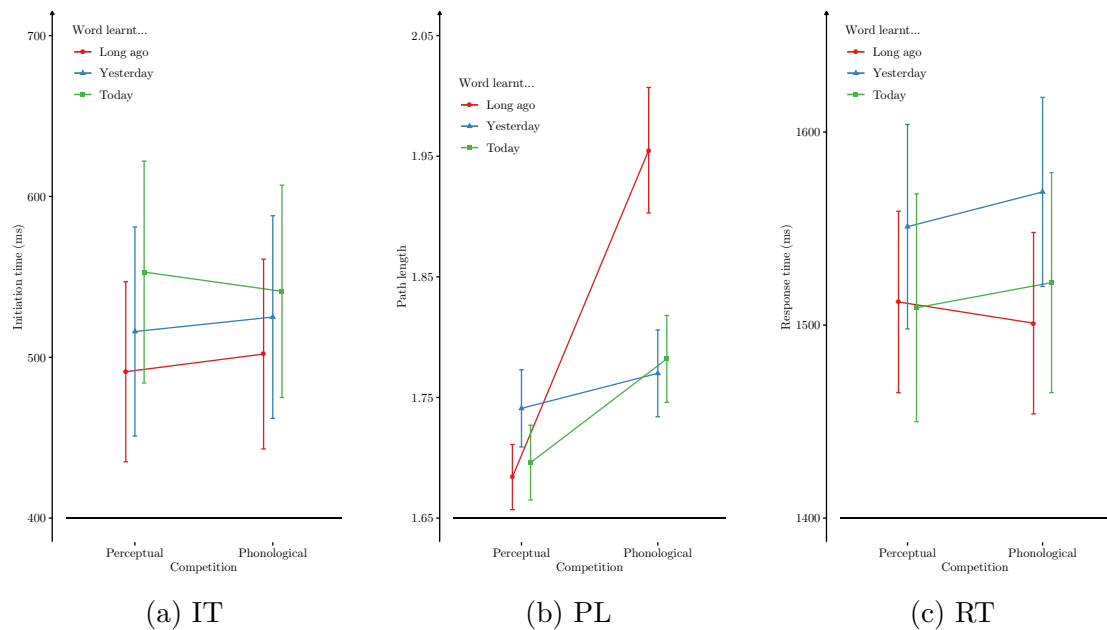 700
600
500
400
Initiation time (ms)
Word learnt...
Long ago
Yesterday
Today
Perceptual
Phonological
Competition
(a) IT
2.05
1.95
1.85
1.75
1.65
Path length
Word learnt...
Long ago
Yesterday
Today
Perceptual
Phonological
Competition
(b) PL
1600
1500
1400
Response time (ms)
Word learnt...
Long ago
Yesterday
Today
Perceptual
Phonological
Competition
(c) RT